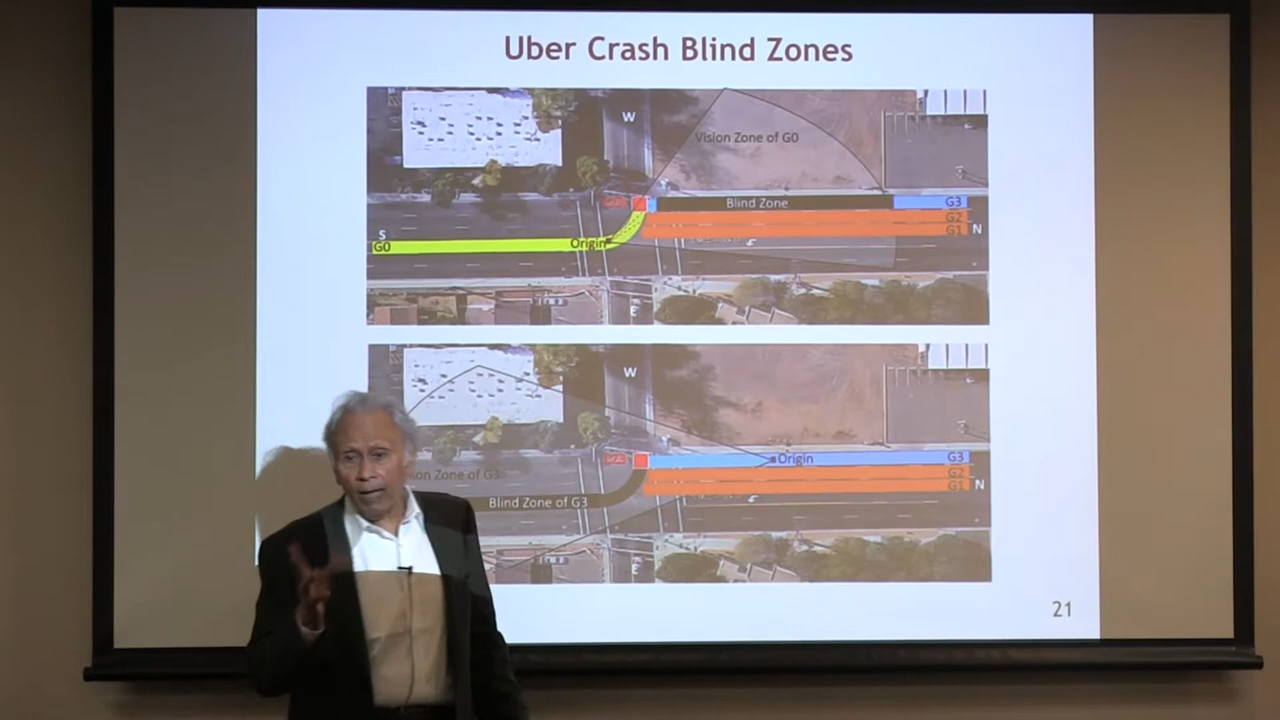 Uber Crash Blind Zones
W
Vision Zone of G0
Blind Zone
G3
G2
G1
N
S
G0
Origin
E
W
Origin
G3
G2
G1
N
on Zone of G3
Blind Zone of G3
E
21